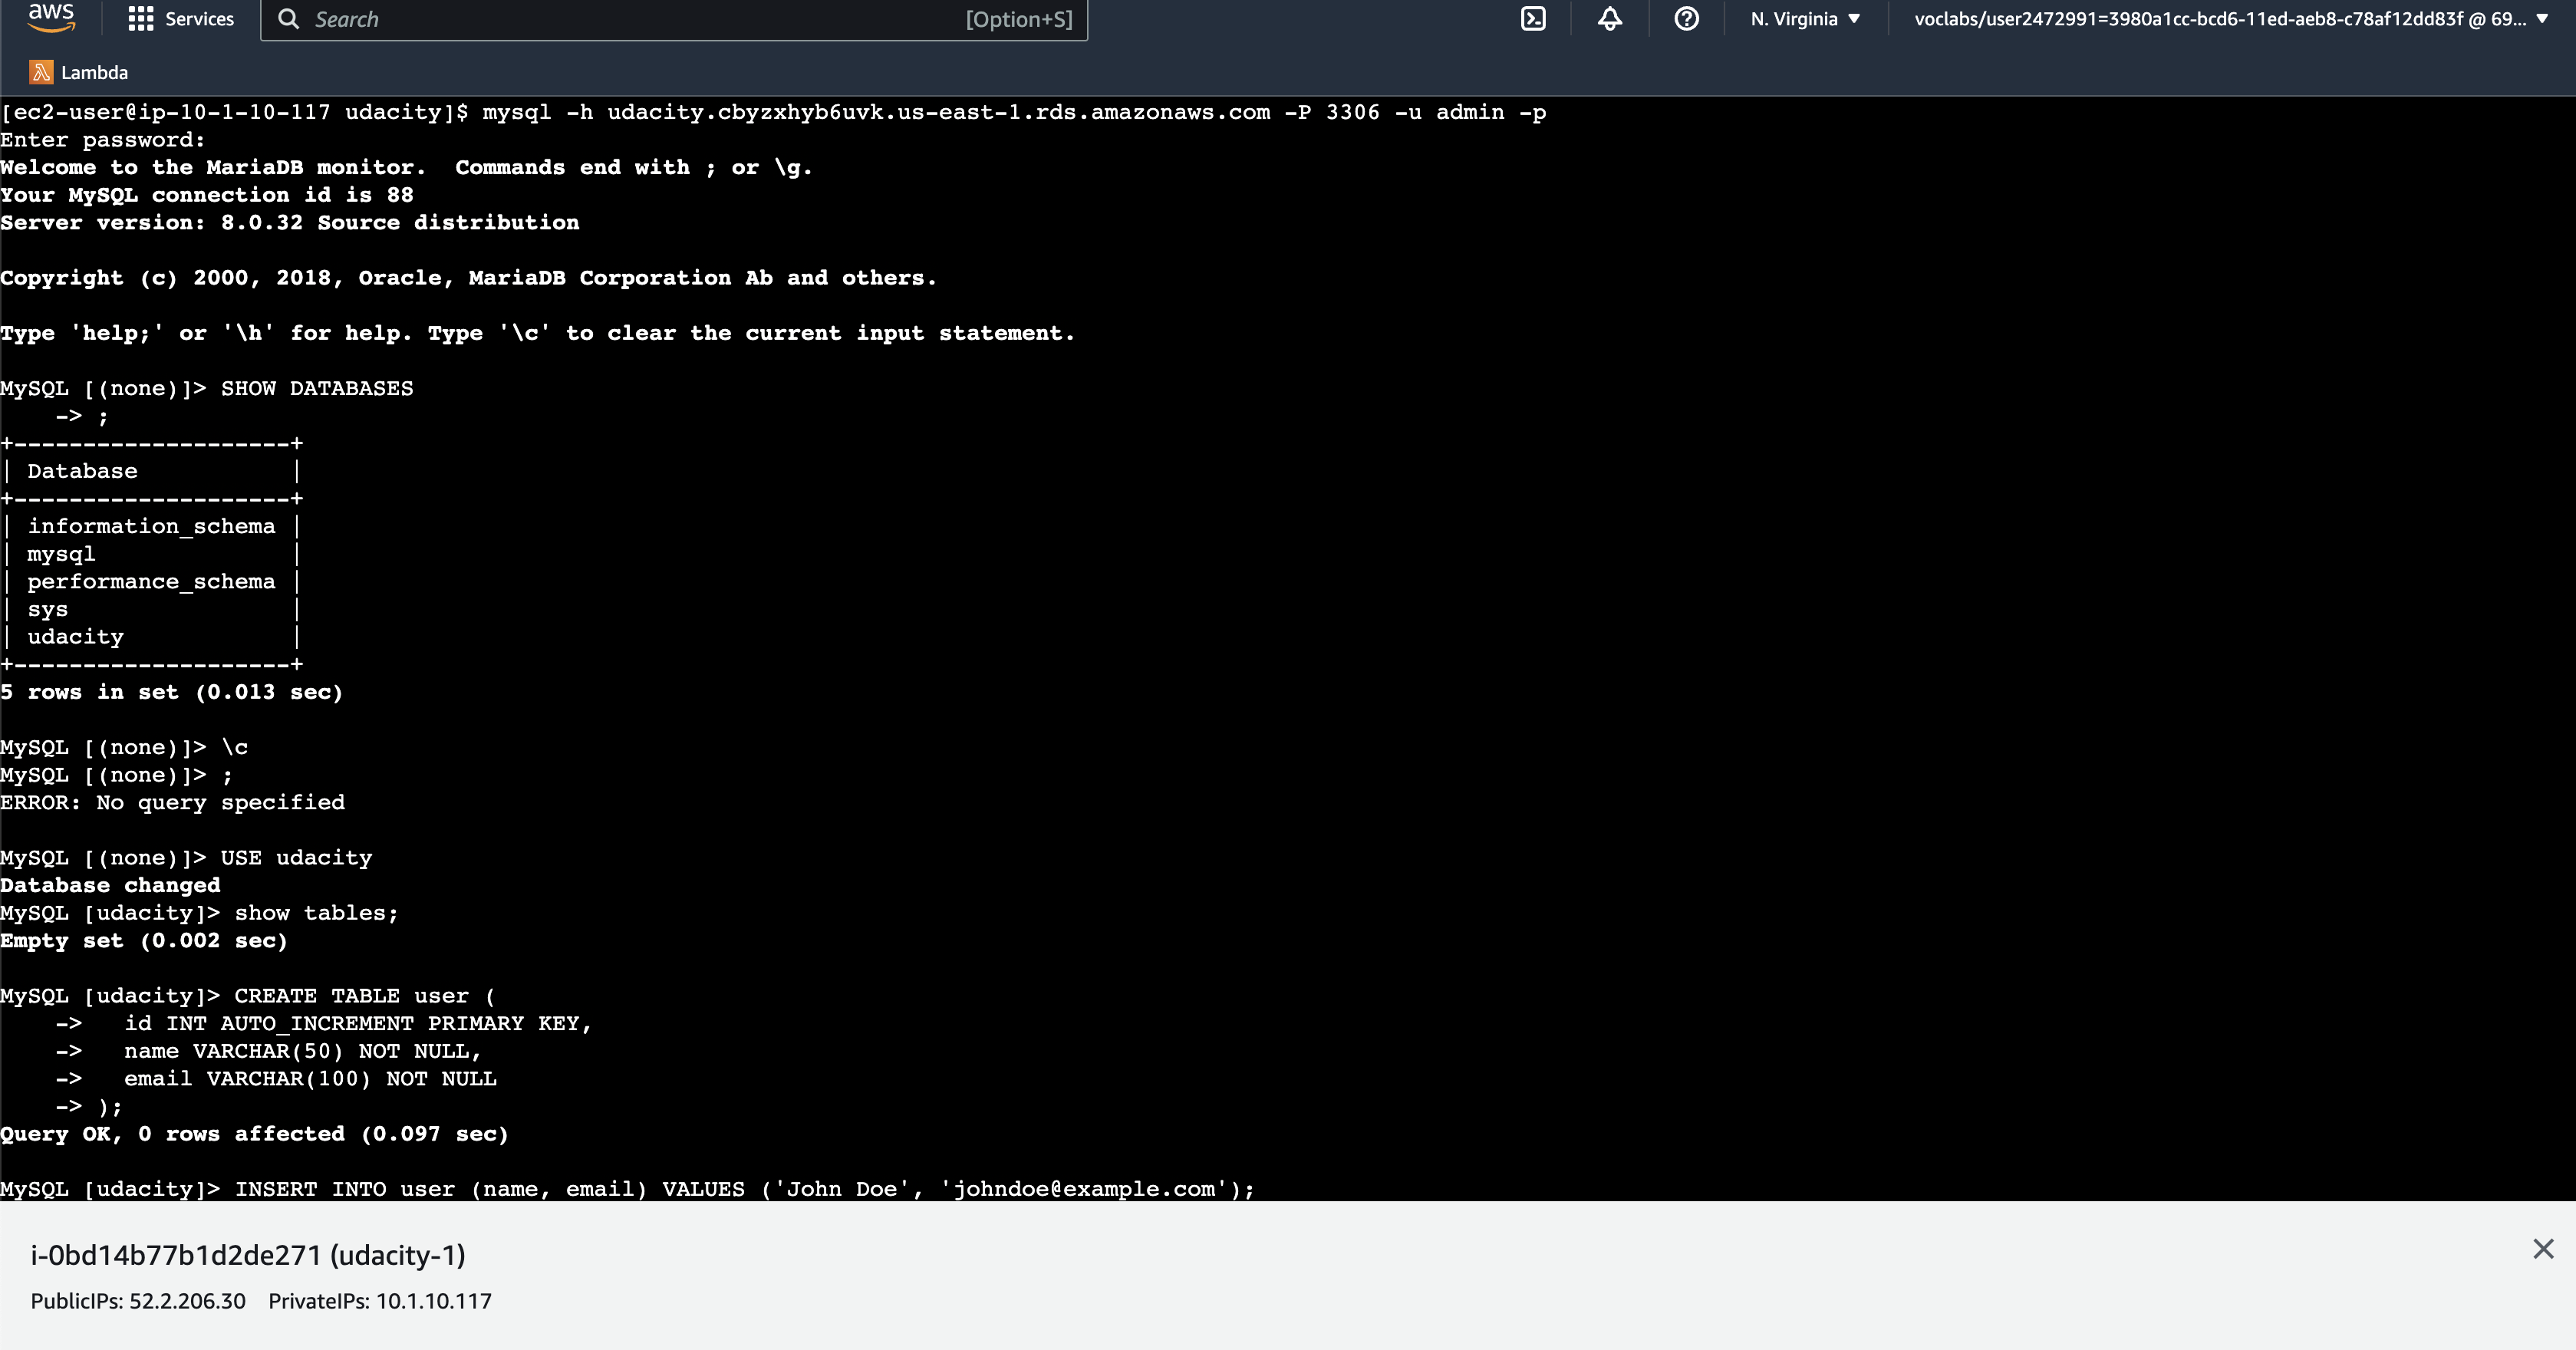 aws
Services
Search [Option+S]
N. Virginia
voclabs/user2472991=3980a1cc-bcd6-11ed-aeb8-c78af12dd83f @ 69...
Lambda
[ec2-user@ip-10-1-10-117 udacity]$ mysql -h udacity.cbyzxhyb6uvk.us-east-1.rds.amazonaws.com -P 3306 -u admin -p
Enter password:
Welcome to the MariaDB monitor.  Commands end with ; or \g.
Your MySQL connection id is 88
Server version: 8.0.32 Source distribution
Copyright (c) 2000, 2018, Oracle, MariaDB Corporation Ab and others.
Type 'help;' or '\h' for help. Type '\c' to clear the current input statement.
MySQL [(none)]> SHOW DATABASES
    -> ;
+--------------------+
| Database           |
+--------------------+
| information_schema |
| mysql              |
| performance_schema |
| sys                |
| udacity            |
+--------------------+
5 rows in set (0.013 sec)
MySQL [(none)]> \c
MySQL [(none)]> ;
ERROR: No query specified
MySQL [(none)]> USE udacity
Database changed
MySQL [udacity]> show tables;
Empty set (0.002 sec)
MySQL [udacity]> CREATE TABLE user (
    ->   id INT AUTO_INCREMENT PRIMARY KEY,
    ->   name VARCHAR(50) NOT NULL,
    ->   email VARCHAR(100) NOT NULL
    -> );
Query OK, 0 rows affected (0.097 sec)
MySQL [udacity]> INSERT INTO user (name, email) VALUES ('John Doe', 'johndoe@example.com');
i-0bd14b77b1d2de271 (udacity-1)
PublicIPs: 52.2.206.30    PrivateIPs: 10.1.10.117